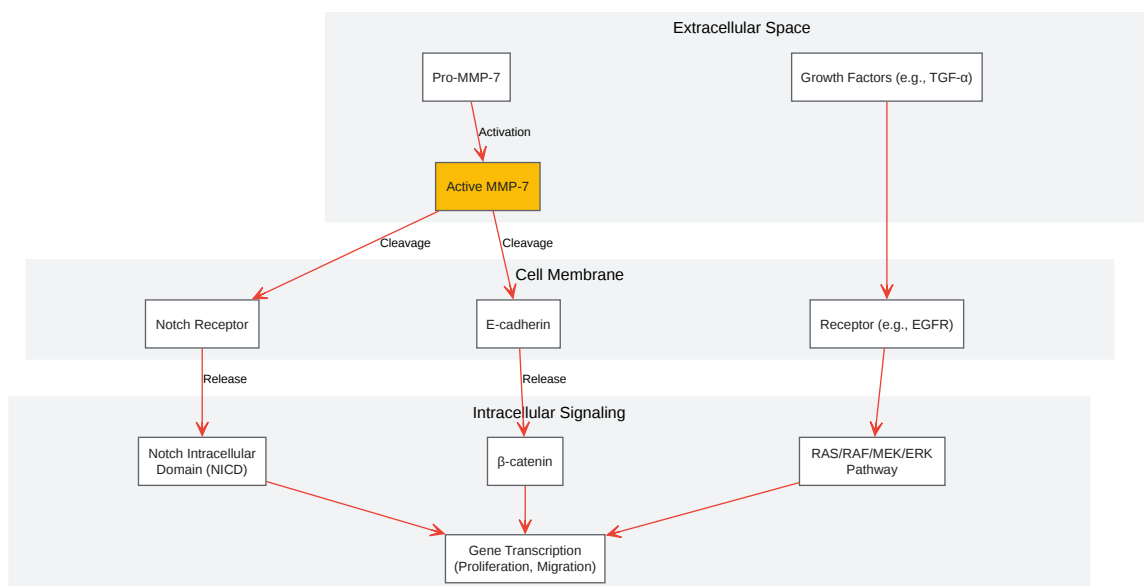 Extracellular Space
Pro-MMP-7
Growth Factors (e.g., TGF-α)
Activation
Active MMP-7
Cleavage
Cleavage
Cell Membrane
Notch Receptor
E-cadherin
Receptor (e.g., EGFR)
Release
Release
Intracellular Signaling
Notch Intracellular
Domain (NICD)
β-catenin
RAS/RAF/MEK/ERK
Pathway
Gene Transcription
(Proliferation, Migration)